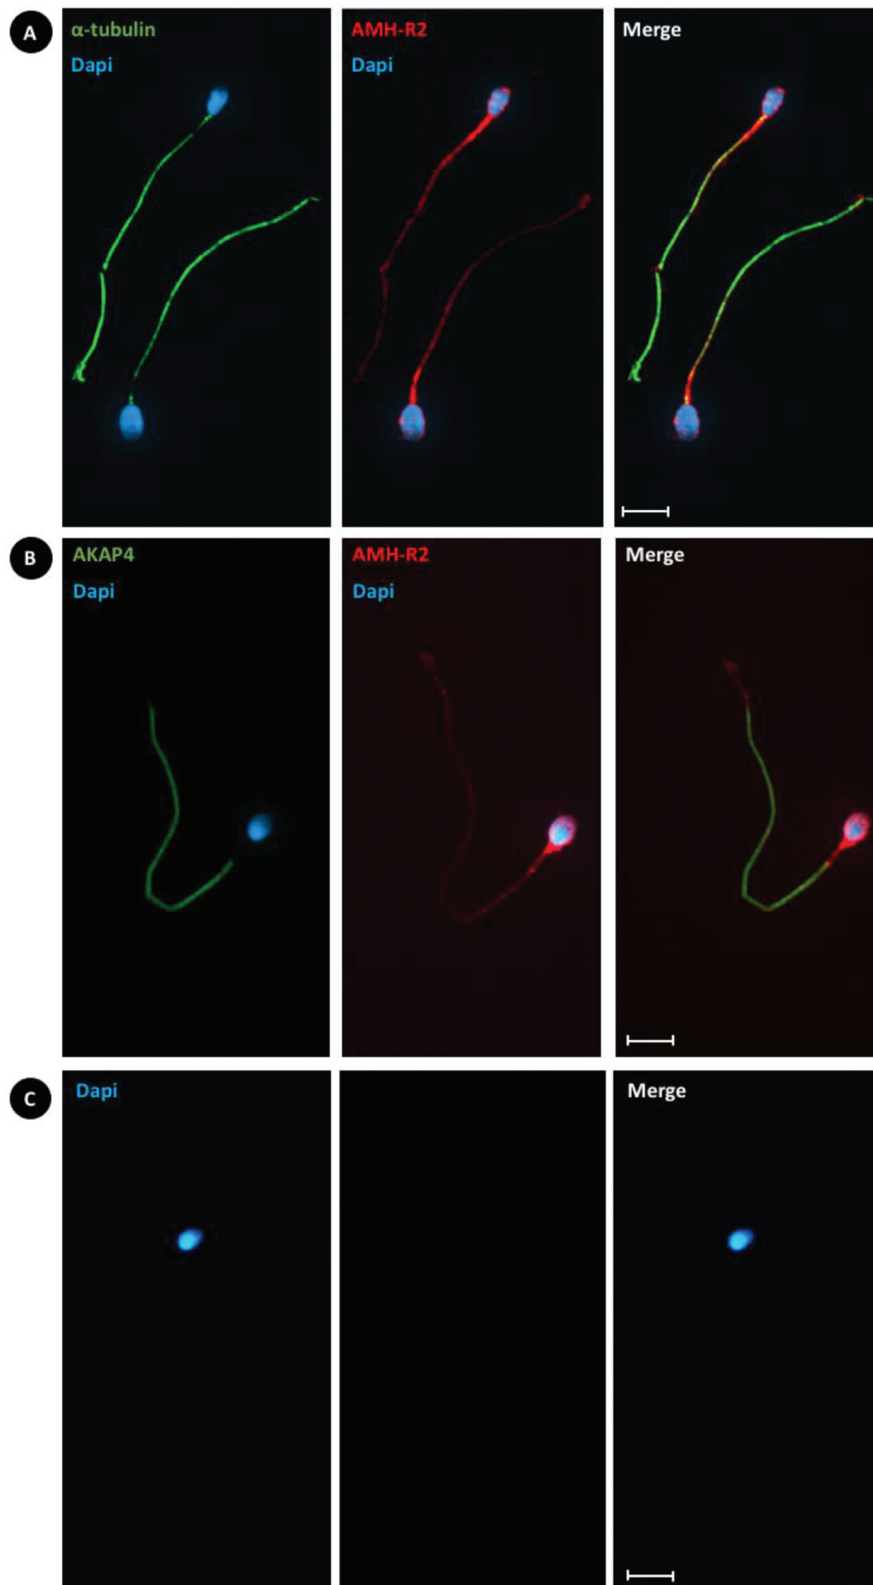 A
α-tubulin
Dapi
AMH-R2
Dapi
Merge
B
AKAP4
Dapi
AMH-R2
Dapi
Merge
C
Dapi
Merge